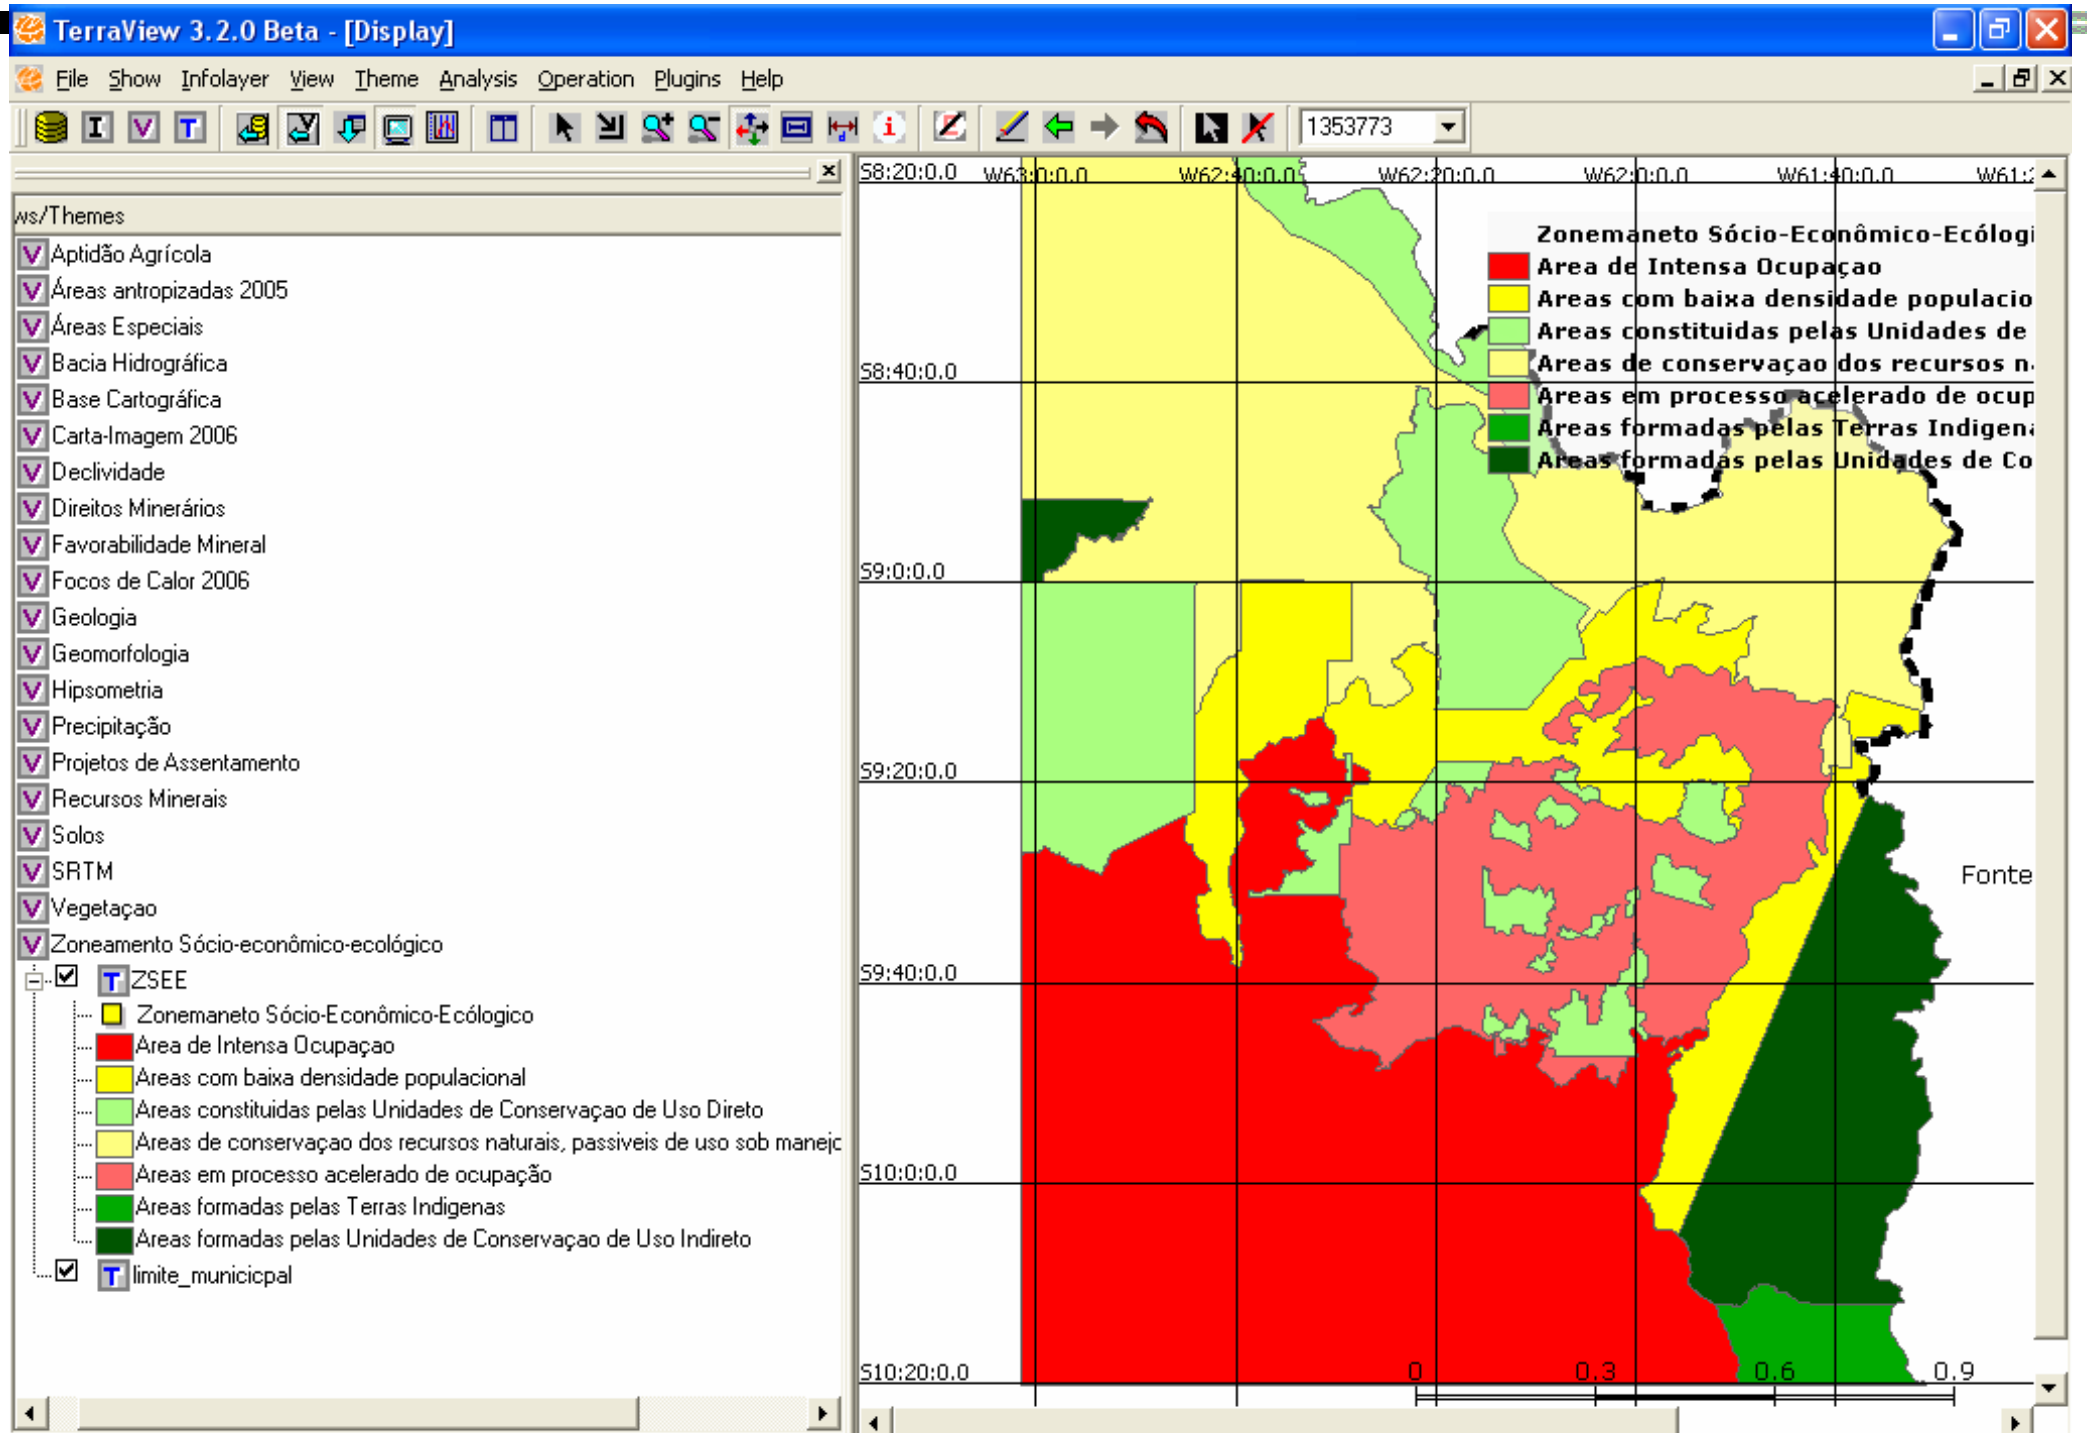 TerraView 3.2.0 Beta - [Display]
File Show Infolayer View Theme Analysis Operation Plugins Help
1353773
ws/Themes
Aptidão Agrícola
Áreas antropizadas 2005
Áreas Especiais
Bacia Hidrográfica
Base Cartográfica
Carta-Imagem 2006
Declividade
Direitos Minerários
Favorabilidade Mineral
Focos de Calor 2006
Geologia
Geomorfologia
Hipsometria
Precipitação
Projetos de Assentamento
Recursos Minerais
Solos
SRTM
Vegetaçao
Zoneamento Sócio-econômico-ecológico
ZSEE
Zonemaneto Sócio-Econômico-Ecólogico
Area de Intensa Ocupaçao
Areas com baixa densidade populacional
Areas constituidas pelas Unidades de Conservaçao de Uso Direto
Areas de conservaçao dos recursos naturais, passiveis de uso sob manejo
Areas em processo acelerado de ocupação
Areas formadas pelas Terras Indigenas
Areas formadas pelas Unidades de Conservaçao de Uso Indireto
limite_municicpal
W63:0:0.0 W62:40:0.0 W62:20:0.0 W62:0:0.0 W61:40:0.0 W61:2
S8:20:0.0
S8:40:0.0
S9:0:0.0
S9:20:0.0
S9:40:0.0
S10:0:0.0
S10:20:0.0
Zonemaneto Sócio-Econômico-Ecólogi
Area de Intensa Ocupaçao
Areas com baixa densidade populacio
Areas constituidas pelas Unidades de
Areas de conservaçao dos recursos n
Areas em processo acelerado de ocup
Areas formadas pelas Terras Indigena
Areas formadas pelas Unidades de Co
Fonte
0 0.3 0.6 0.9